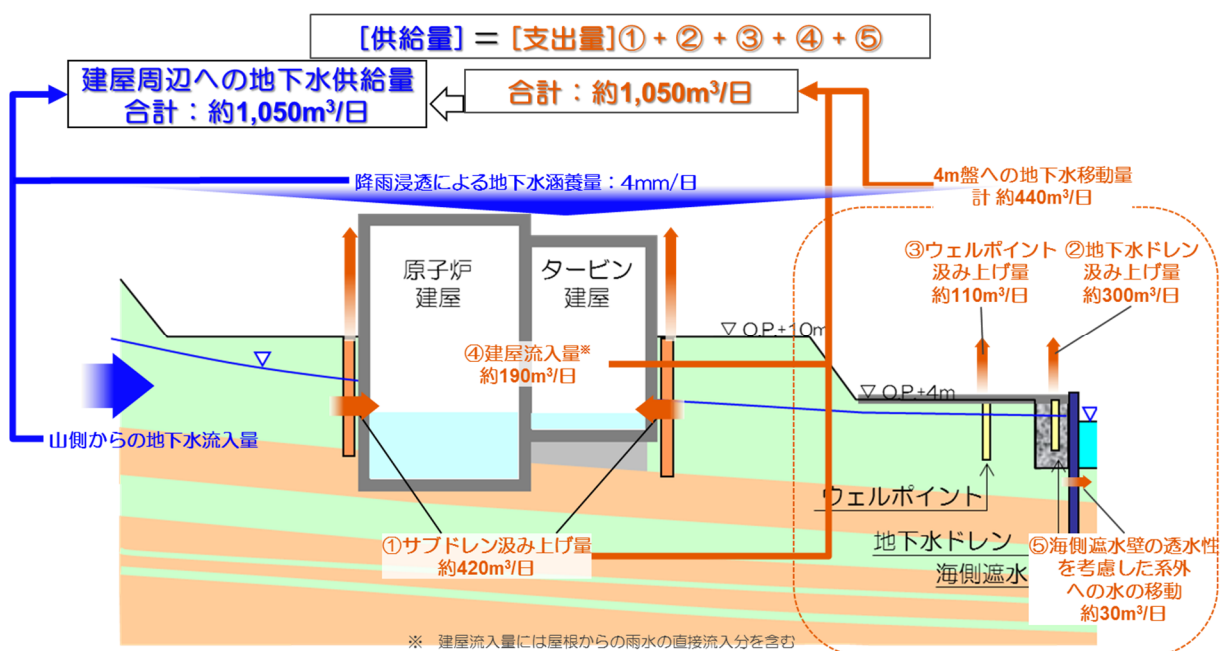 [供給量] = [支出量]① + ② + ③ + ④ + ⑤
建屋周辺への地下水供給量
合計：約1,050m³/日
合計：約1,050m³/日
降雨浸透による地下水涵養量：4mm/日
4m盤への地下水移動量
計 約440m³/日
原子炉
建屋
タービン
建屋
③ウェルポイント
汲み上げ量
約110m³/日
②地下水ドレン
汲み上げ量
約300m³/日
▽ O.P.+10m
④建屋流入量※
約190m³/日
▽ O.P.+4m
山側からの地下水流入量
ウェルポイント
①サブドレン汲み上げ量
約420m³/日
地下水ドレン
海側遮水
⑤海側遮水壁の透水性
を考慮した系外
への水の移動
約30m³/日
※　建屋流入量には屋根からの雨水の直接流入分を含む